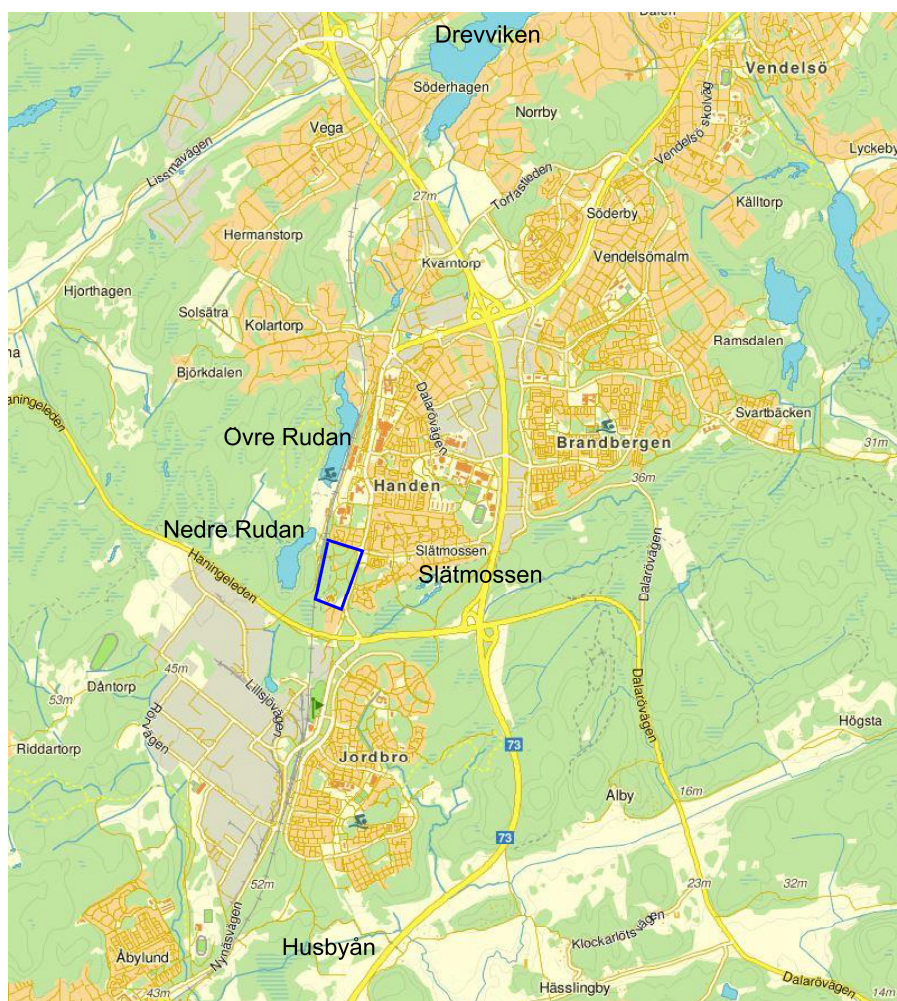 Dalen
Drevviken
Vendelsö
Söderhagen
Norrby
Vega
Vendelsö skolväg
Lyckeby
Lissmavägen
27m
Torfastleden
Källtorp
Söderby
Hermanstorp
Kvarntorp
Vendelsömalm
Hjorthagen
Solsätra
Kolartorp
na
Ramsdalen
Björkdalen
Dalarövägen
Haningeleden
Svartbäcken
Övre Rudan
Brandbergen
31m
Handen
36m
Nedre Rudan
Slätmossen
Haningeleden
Slätmossen
Dalarövägen
45m
Dåntorp
53m
Lillsjövägen
Dalarövägen
Rörvägen
Högsta
Riddartorp
73
Jordbro
Alby
16m
73
52m
23m
32m
Nynäsvägen
Klockarlötsvägen
Husbyån
Åbylund
Hässlingby
Dalarövägen
43m
14m